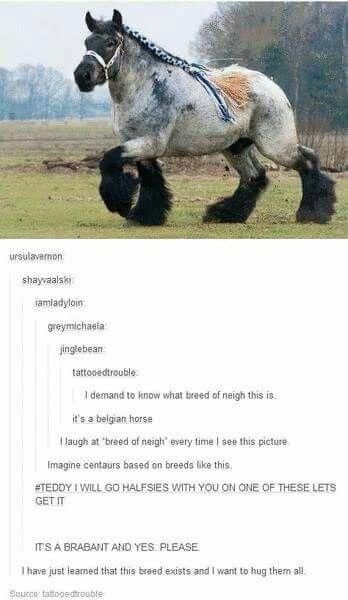 ursulavernon:
shayvaalski:
iamladyloin:
greymichaela:
jinglebean:
tattooedtrouble:
I demand to know what breed of neigh this is.
it's a belgian horse
I laugh at "breed of neigh" every time I see this picture.
Imagine centaurs based on breeds like this.
#TEDDY I WILL GO HALFSIES WITH YOU ON ONE OF THESE LETS
GET IT
IT'S A BRABANT AND YES. PLEASE.
I have just learned that this breed exists and I want to hug them all.
Source: tattooedtrouble